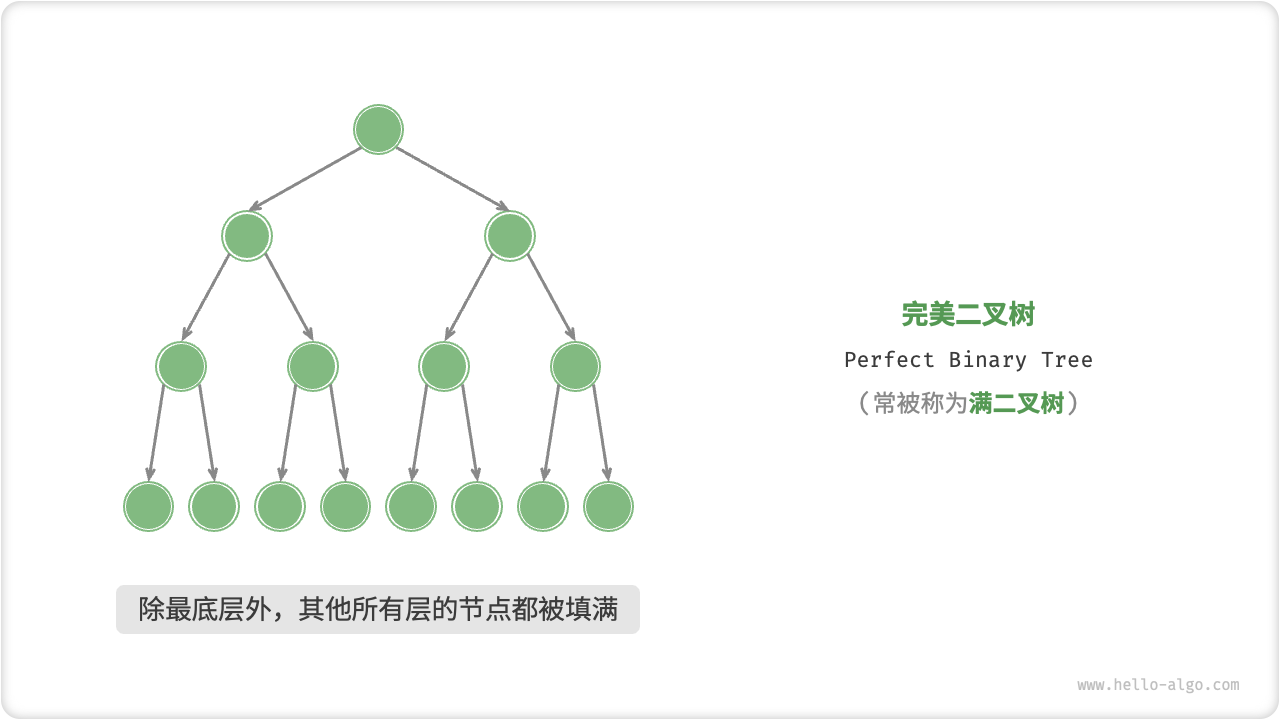 完美二叉树
Perfect Binary Tree
（常被称为满二叉树）
除最底层外，其他所有层的节点都被填满
www.hello-algo.com